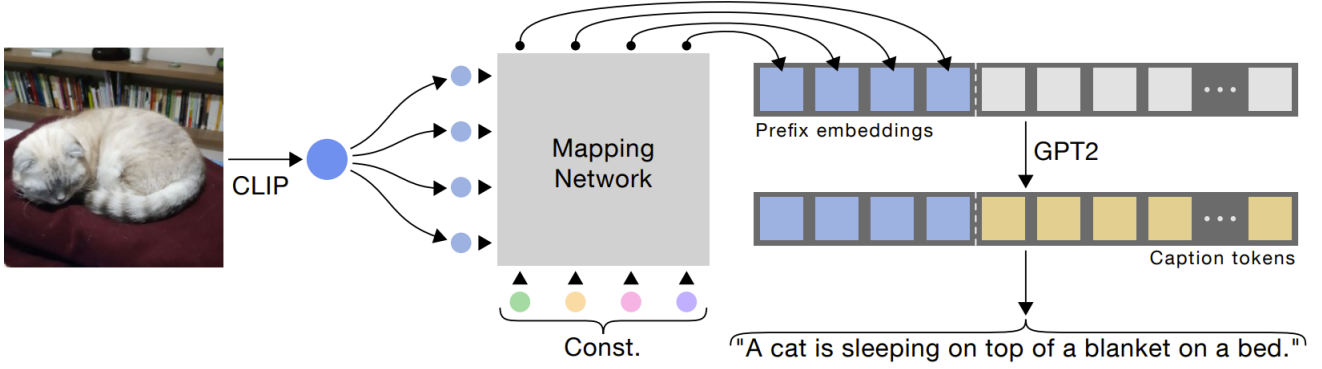 CLIP
Mapping
Network
Const.
Prefix embeddings
GPT2
Caption tokens
"A cat is sleeping on top of a blanket on a bed."